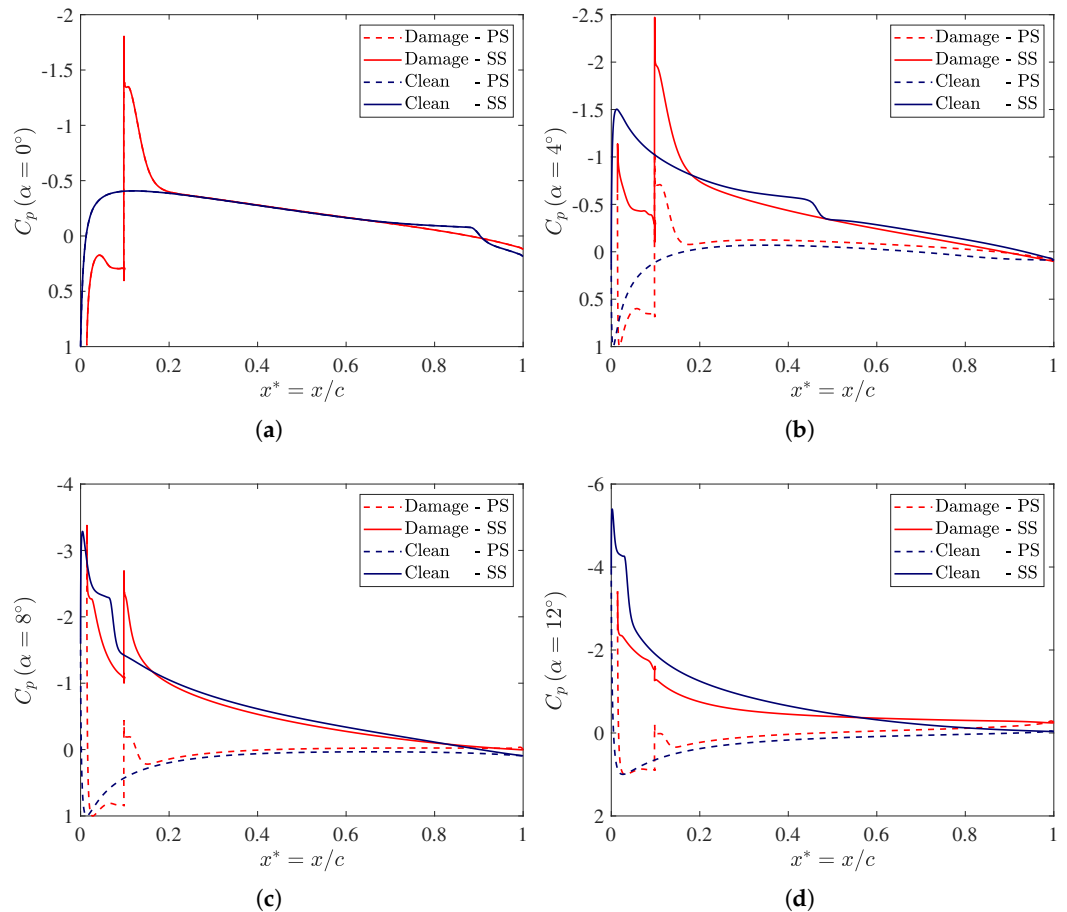 -2
-1.5
-1
-0.5
0
0.5
1
C_p (α = 0°)
0 0.2 0.4 0.6 0.8 1
x* = x/c
Damage - PS
Damage - SS
Clean - PS
Clean - SS
(a)
-2.5
-2
-1.5
-1
-0.5
0
0.5
1
C_p (α = 4°)
0 0.2 0.4 0.6 0.8 1
x* = x/c
Damage - PS
Damage - SS
Clean - PS
Clean - SS
(b)
-4
-3
-2
-1
0
1
C_p (α = 8°)
0 0.2 0.4 0.6 0.8 1
x* = x/c
Damage - PS
Damage - SS
Clean - PS
Clean - SS
(c)
-6
-4
-2
0
2
C_p (α = 12°)
0 0.2 0.4 0.6 0.8 1
x* = x/c
Damage - PS
Damage - SS
Clean - PS
Clean - SS
(d)